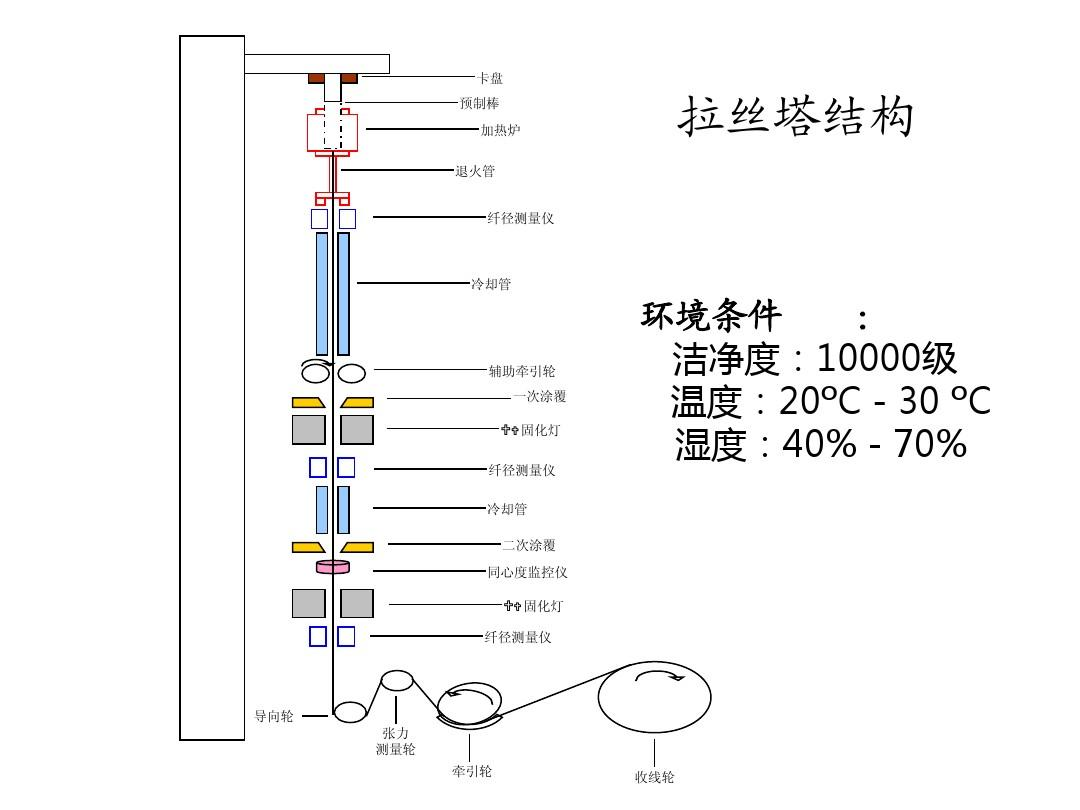 拉丝塔结构
卡盘
预制棒
加热炉
退火管
纤径测量仪
冷却管
辅助牵引轮
一次涂覆
✞✞固化灯
纤径测量仪
冷却管
二次涂覆
同心度监控仪
✞✞固化灯
纤径测量仪
导向轮
张力
测量轮
牵引轮
收线轮
环境条件 :
洁净度：10000级
温度：20ºC - 30 ºC
湿度：40% - 70%